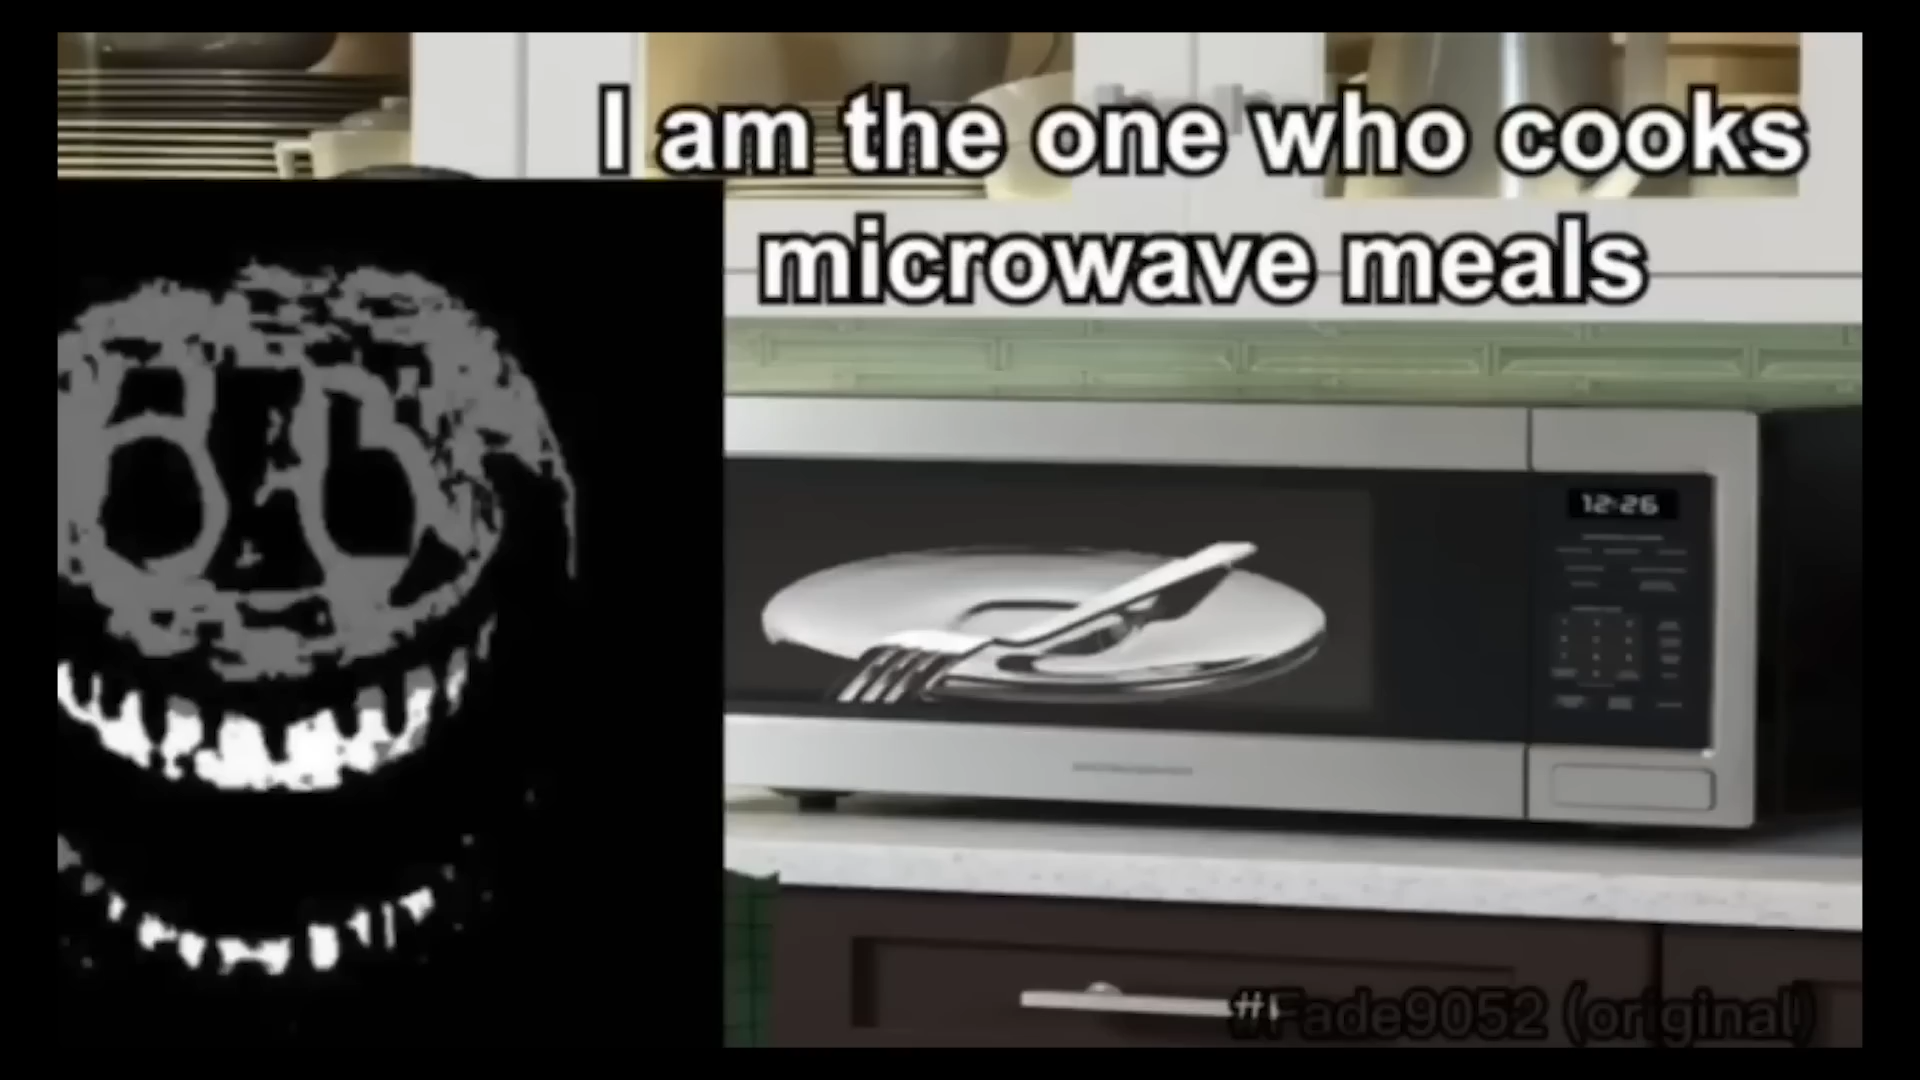 I am the one who cooks
microwave meals
12:26
#Fade9052 (original)